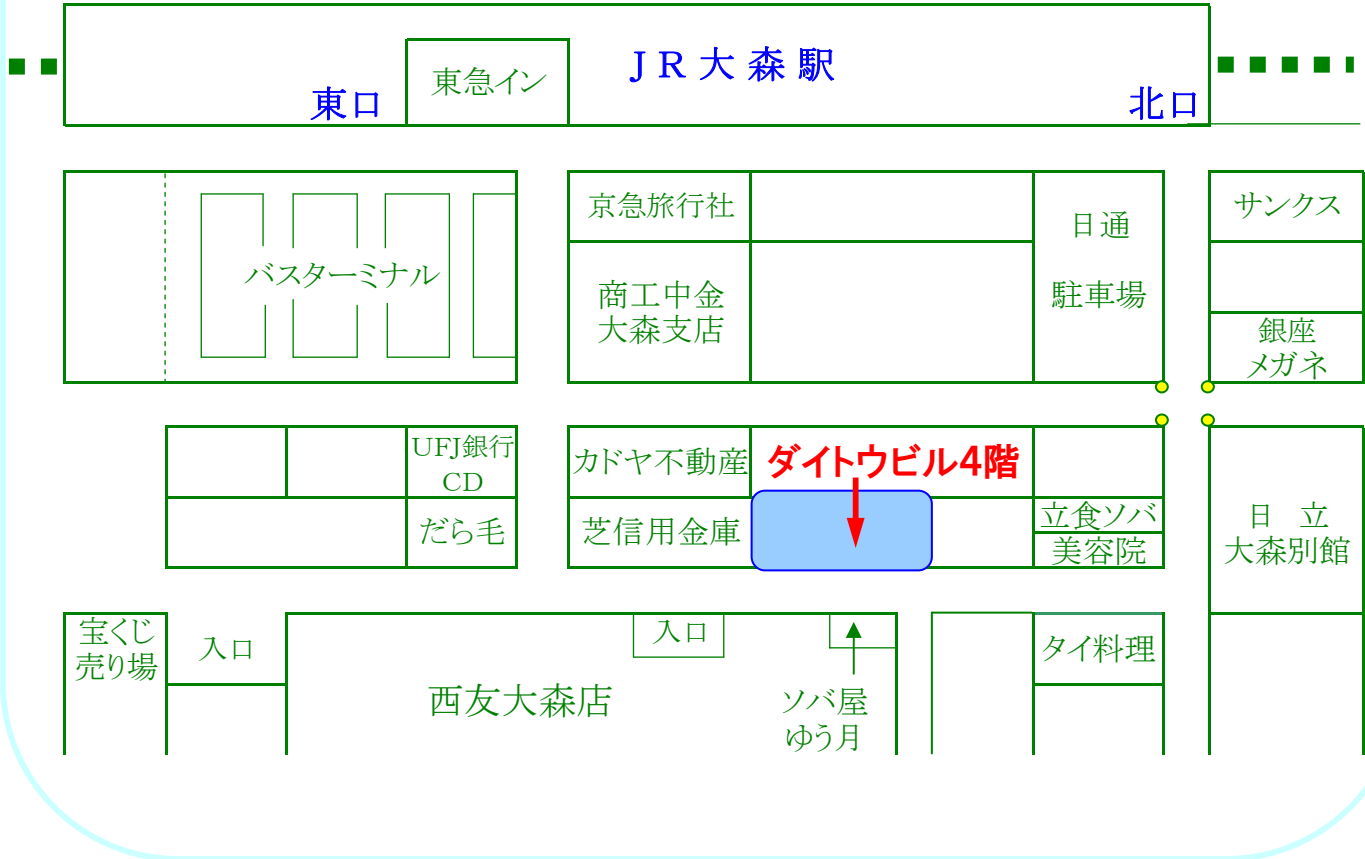 ＪＲ大森駅
東急イン
東口
北口
京急旅行社
サンクス
日通
駐車場
バスターミナル
商工中金
大森支店
銀座
メガネ
UFJ銀行
CD
カドヤ不動産
ダイトウビル4階
だら毛
芝信用金庫
立食ソバ
美容院
日 立
大森別館
宝くじ
売り場
入口
入口
タイ料理
西友大森店
ソバ屋
ゆう月